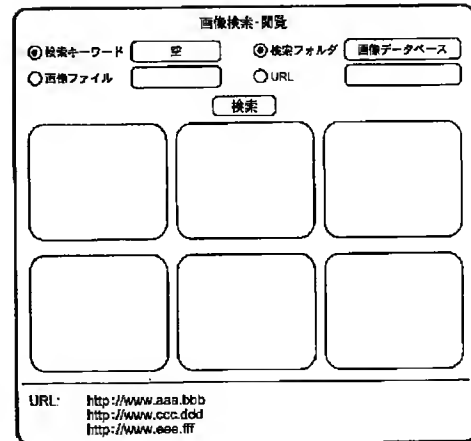 画像検索・閲覧
検索キーワード 空 検索フォルダ 画像データベース
画像ファイル URL
検索
URL: http://www.aaa.bbb
http://www.ccc.ddd
http://www.eee.fff